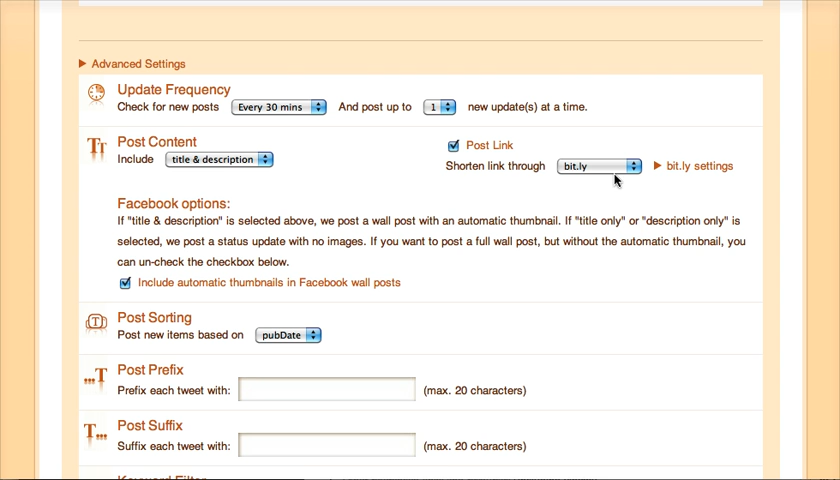 Advanced Settings
Update Frequency
Check for new posts Every 30 mins And post up to 1 new update(s) at a time.
TT Post Content
Include title & description
Post Link
Shorten link through bit.ly bit.ly settings
Facebook options:
If "title & description" is selected above, we post a wall post with an automatic thumbnail. If "title only" or "description only" is
selected, we post a status update with no images. If you want to post a full wall post, but without the automatic thumbnail, you
can un-check the checkbox below.
Include automatic thumbnails in Facebook wall posts
T Post Sorting
Post new items based on pubDate
...T Post Prefix
Prefix each tweet with: (max. 20 characters)
T... Post Suffix
Suffix each tweet with: (max. 20 characters)